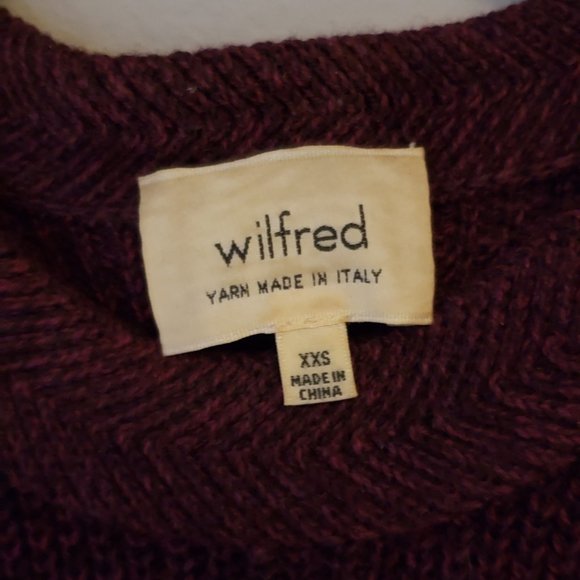 wilfred
YARN MADE IN ITALY
XXS
MADE IN
CHINA